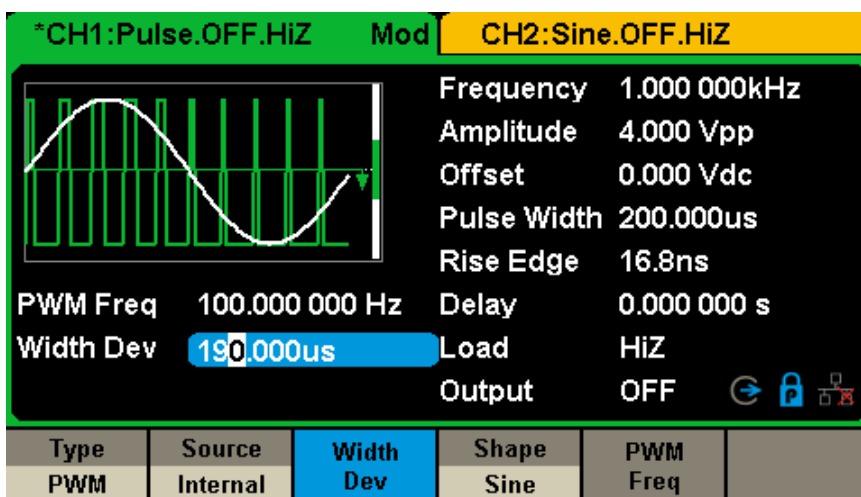 *CH1:Pulse.OFF.HiZ Mod
CH2:Sine.OFF.HiZ
Frequency 1.000 000kHz
Amplitude 4.000 Vpp
Offset 0.000 Vdc
Pulse Width 200.000us
Rise Edge 16.8ns
PWM Freq 100.000 000 Hz
Delay 0.000 000 s
Width Dev 190.000us
Load HiZ
Output OFF
P
Type
PWM
Source
Internal
Width
Dev
Shape
Sine
PWM
Freq